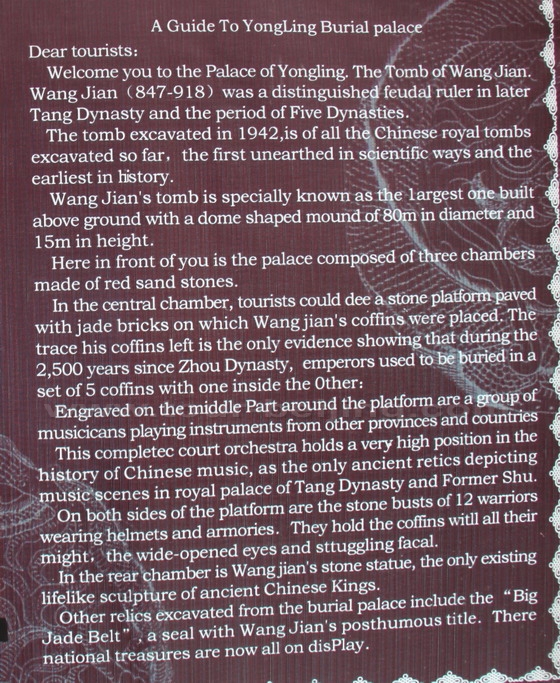 A Guide To YongLing Burial palace
Dear tourists:
Welcome you to the Palace of Yongling. The Tomb of Wang Jian.
Wang Jian（847-918）was a distinguished feudal ruler in later
Tang Dynasty and the period of Five Dynasties.
The tomb excavated in 1942,is of all the Chinese royal tombs
excavated so far， the first unearthed in scientific ways and the
earliest in history.
Wang Jian's tomb is specially known as the largest one built
above ground with a dome shaped mound of 80m in diameter and
15m in height.
Here in front of you is the palace composed of three chambers
made of red sand stones.
In the central chamber, tourists could dee a stone platform paved
with jade bricks on which Wang jian's coffins were placed. The
trace his coffins left is the only evidence showing that during the
2,500 years since Zhou Dynasty， emperors used to be buried in a
set of 5 coffins with one inside the 0ther:
Engraved on the middle Part around the platform are a group of
musicicans playing instruments from other provinces and countries
This completec court orchestra holds a very high position in the
history of Chinese music, as the only ancient retics depicting
music scenes in royal palace of Tang Dynasty and Former Shu.
On both sides of the platform are the stone busts of 12 warriors
wearing helmets and armories. They hold the coffins witll all their
might，the wide-opened eyes and sttuggling facal.
In the rear chamber is Wang jian's stone statue, the only existing
lifelike sculpture of ancient Chinese Kings.
Other relics excavated from the burial palace include the “Big
Jade Belt”, a seal with Wang Jian's posthumous title. There
national treasures are now all on disPlay.